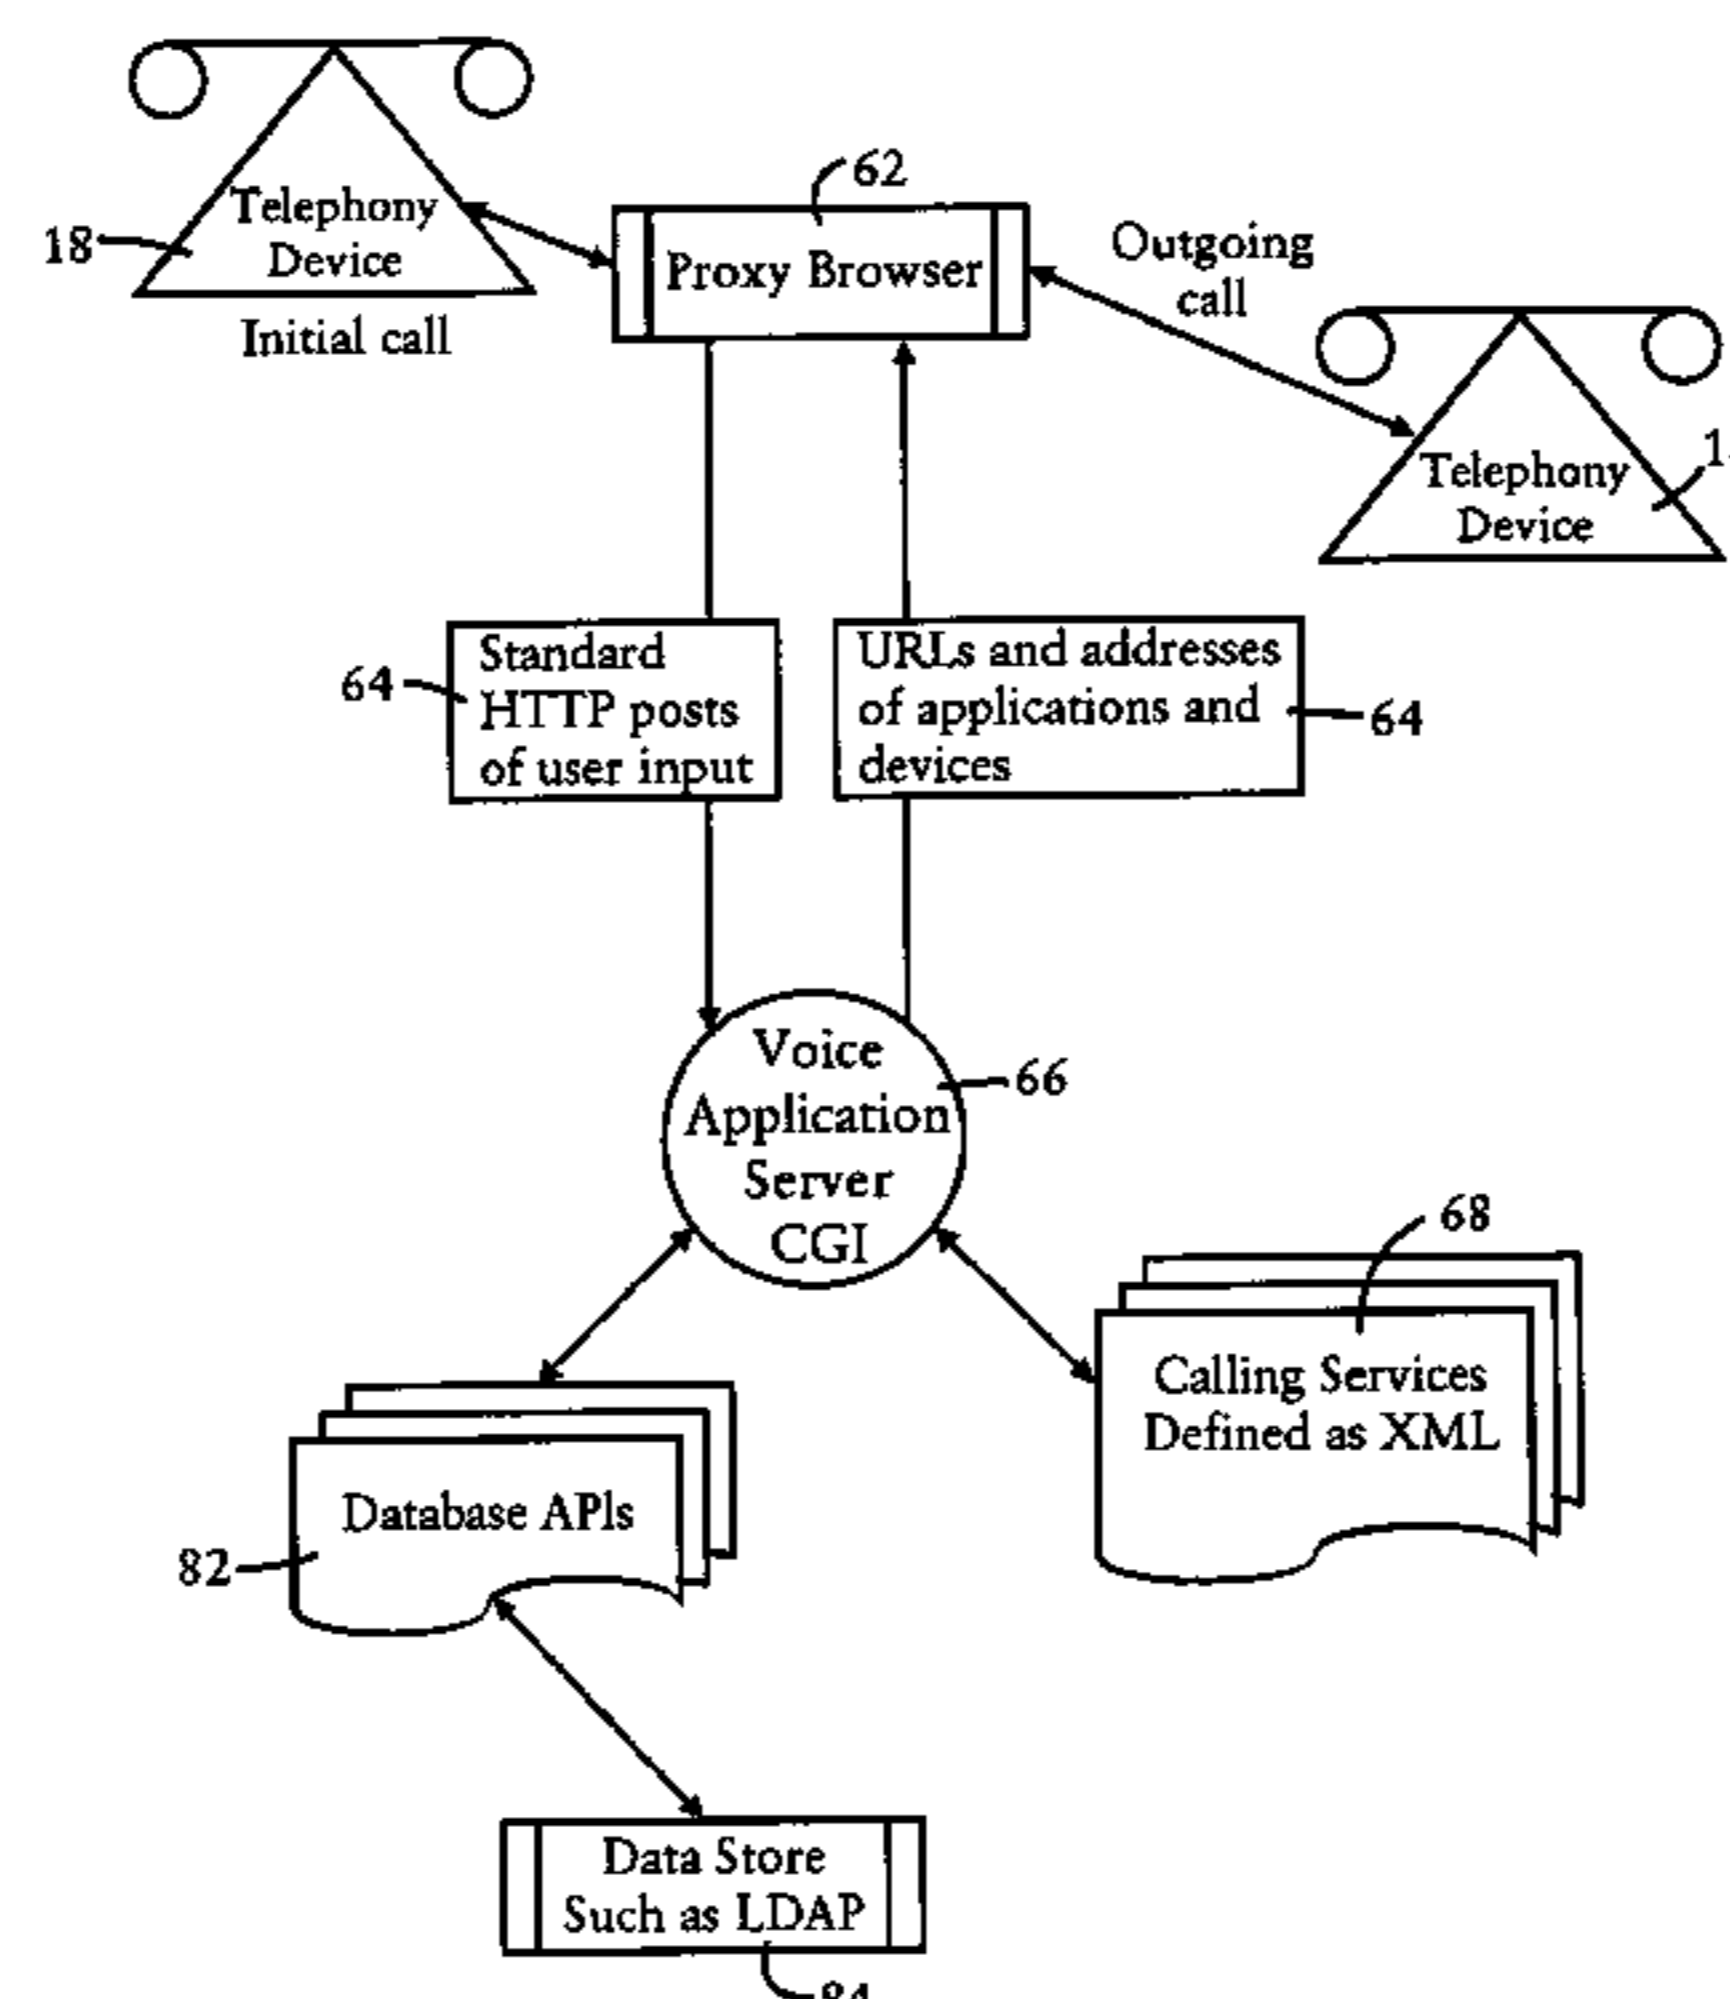 62
Telephony
Device
18
Initial call
Proxy Browser
Outgoing
call
Telephony
Device
Standard
HTTP posts
of user input
64
URLs and addresses
of applications and
devices
64
Voice
Application
Server
CGI
66
68
Calling Services
Defined as XML
Database APIs
82
Data Store
Such as LDAP